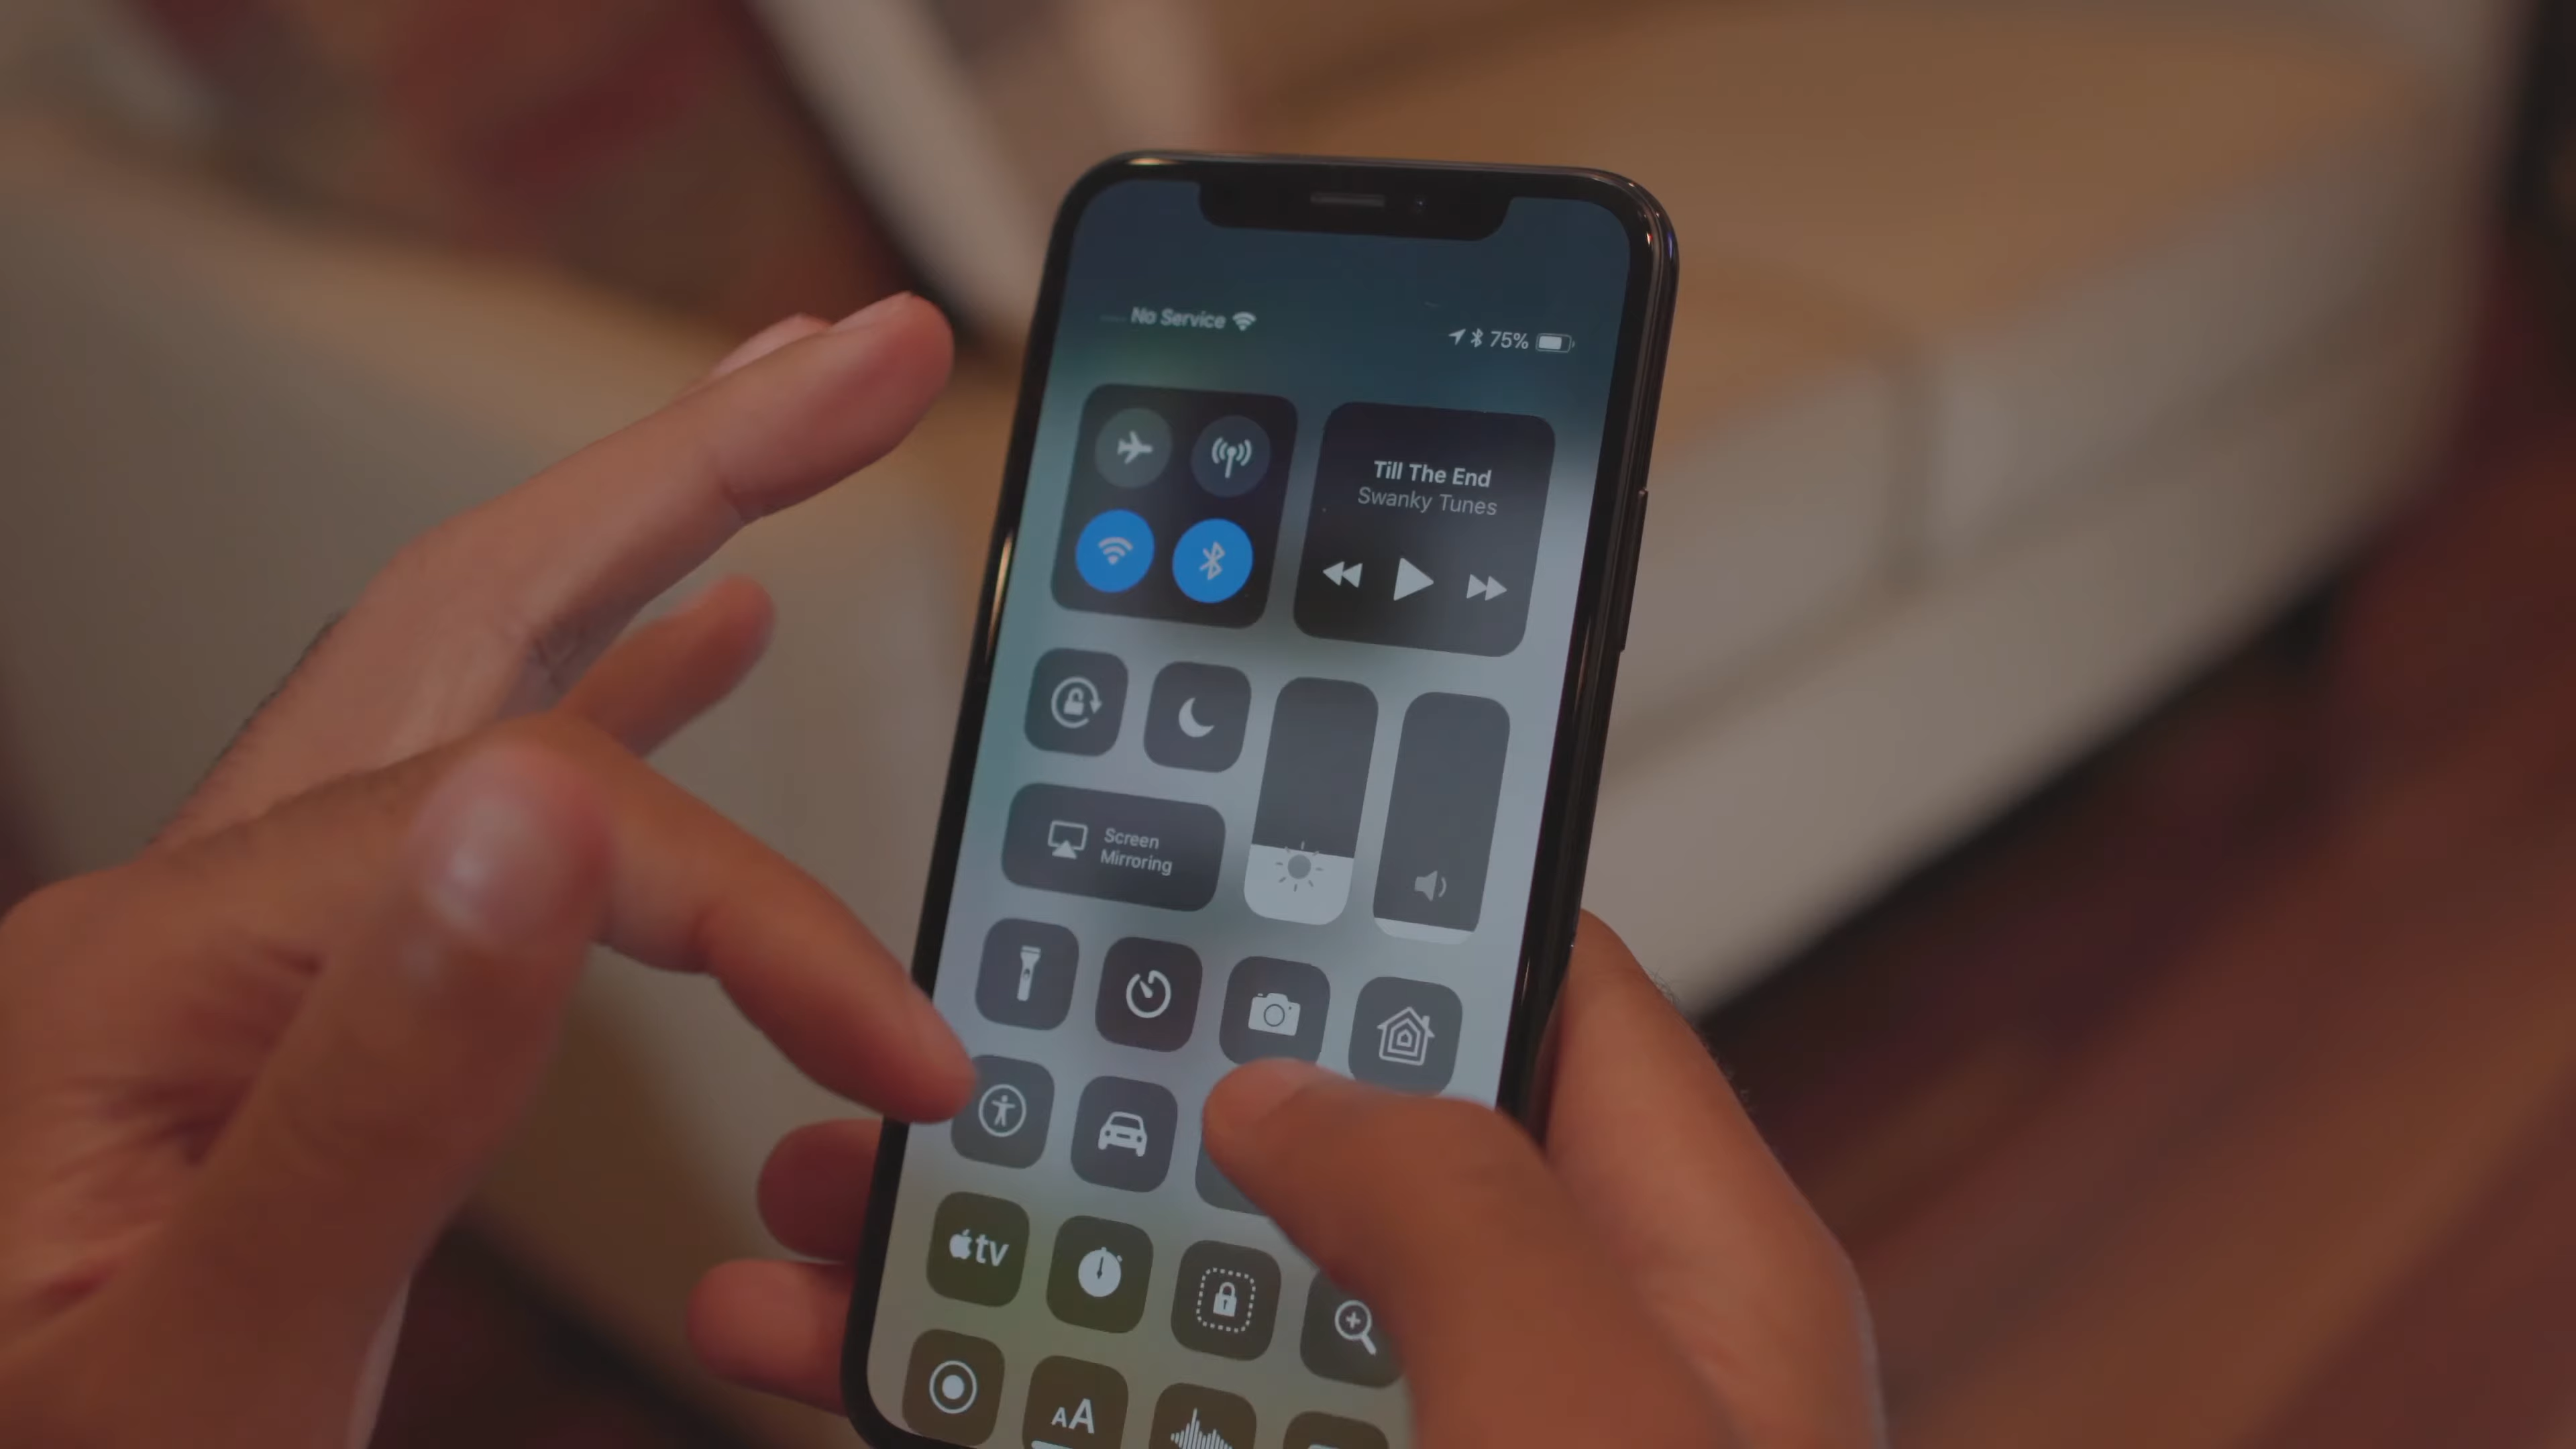 No Service
75%
Till The End
Swanky Tunes
Screen
Mirroring
tv
AA